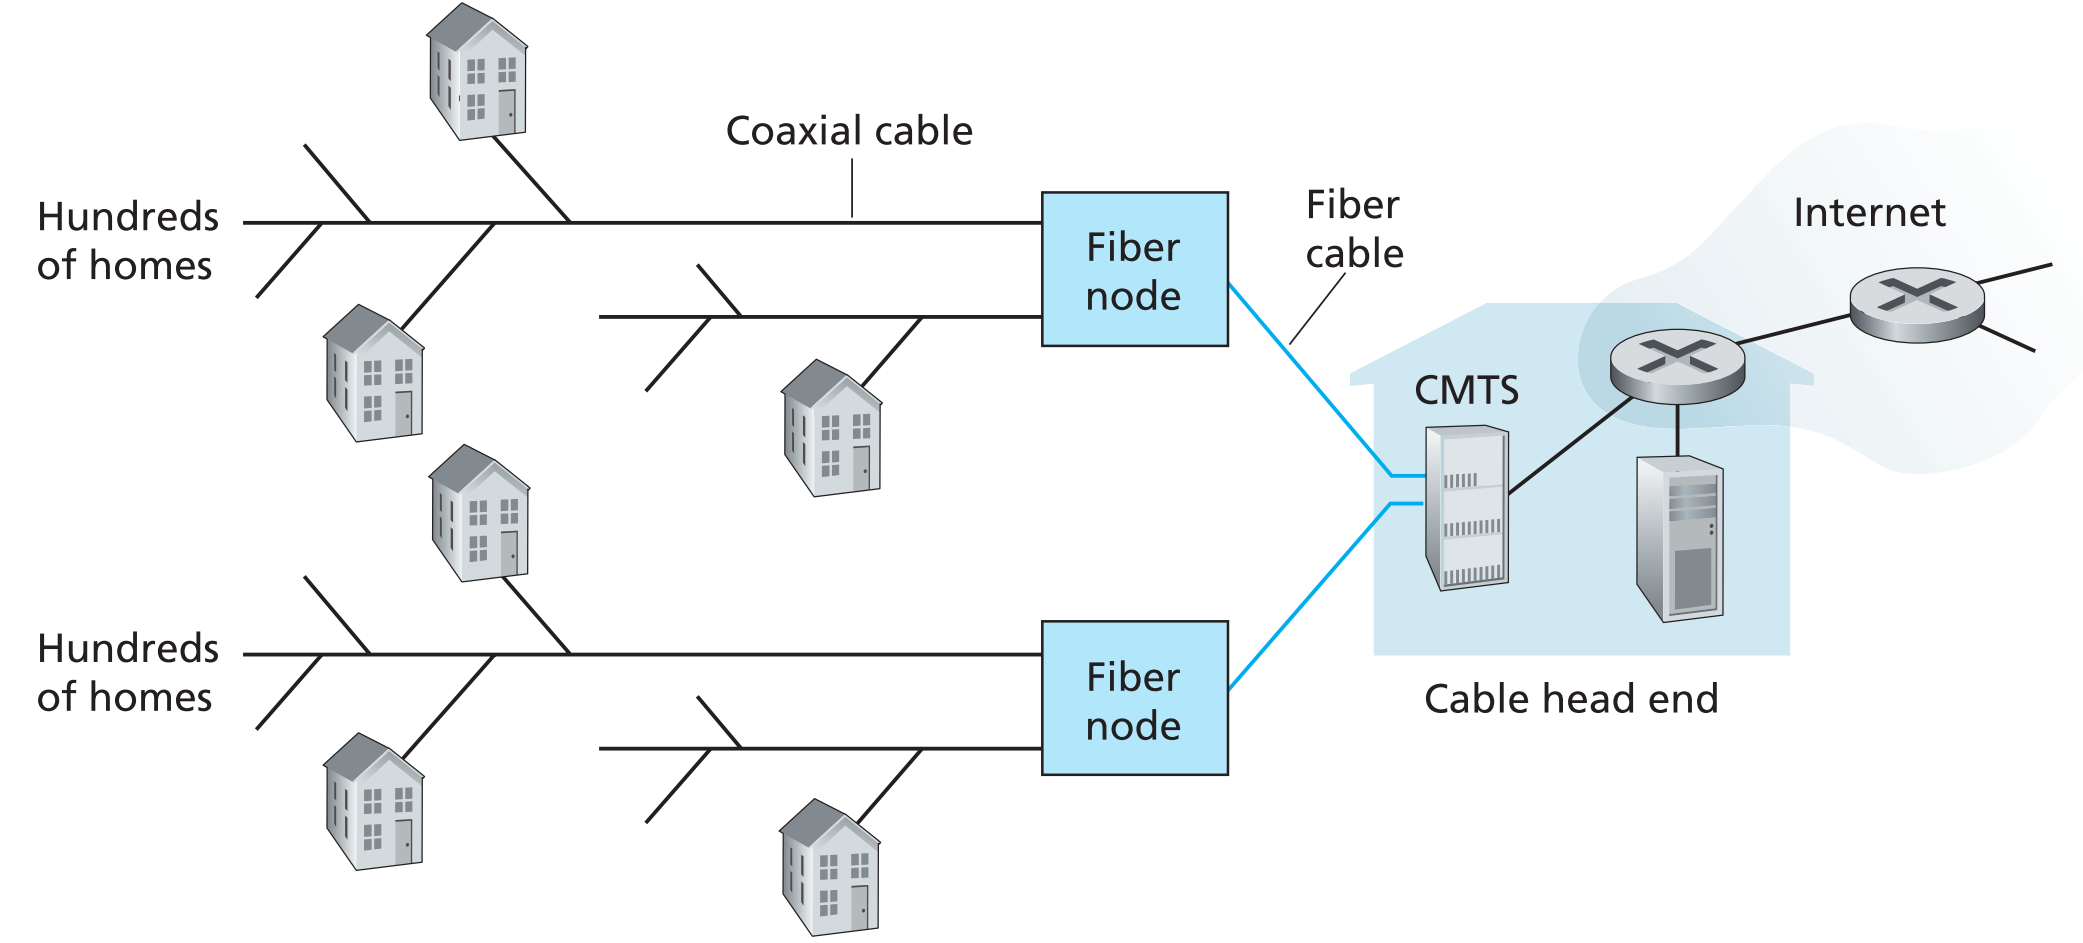 Coaxial cable
Hundreds
of homes
Fiber
node
Fiber
cable
Internet
CMTS
Hundreds
of homes
Fiber
node
Cable head end